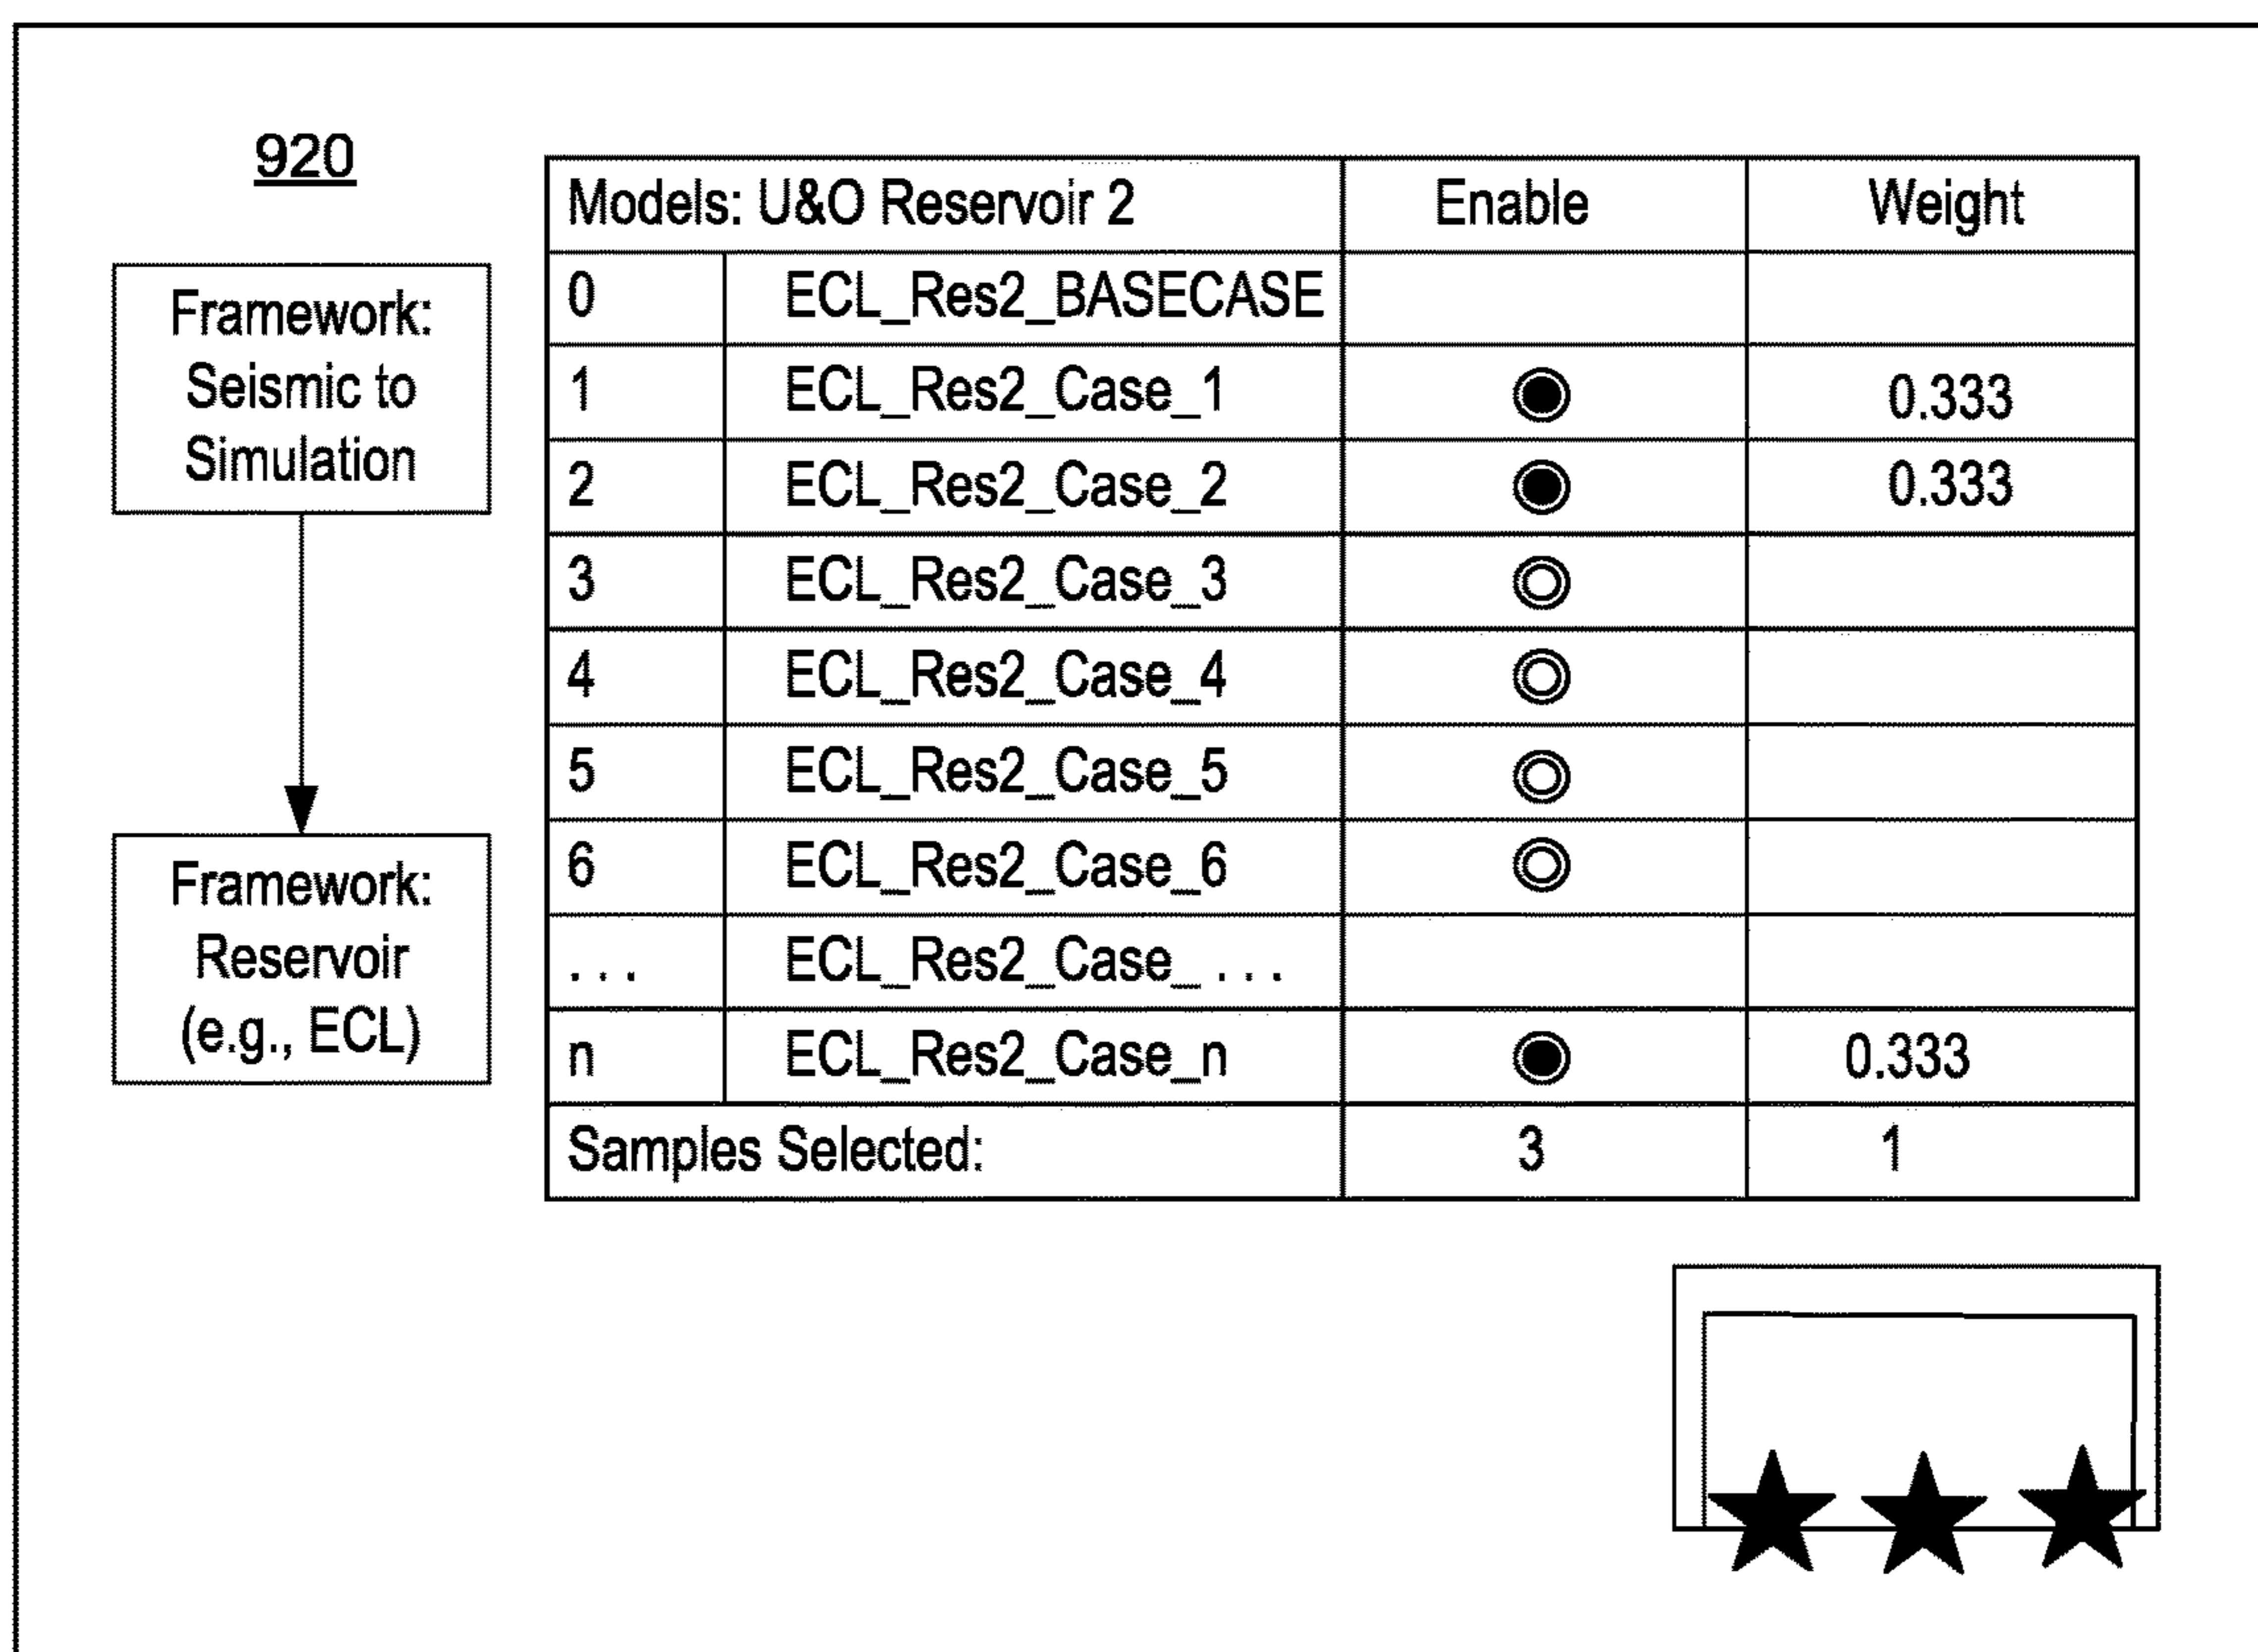 920
Framework:
Seismic to
Simulation
Framework:
Reservoir
(e.g., ECL)
Models: U&O Reservoir 2 Enable Weight
0 ECL_Res2_BASECASE
1 ECL_Res2_Case_1 0.333
2 ECL_Res2_Case_2 0.333
3 ECL_Res2_Case_3
4 ECL_Res2_Case_4
5 ECL_Res2_Case_5
6 ECL_Res2_Case_6
. . . ECL_Res2_Case_ . . .
n ECL_Res2_Case_n 0.333
Samples Selected: 3 1